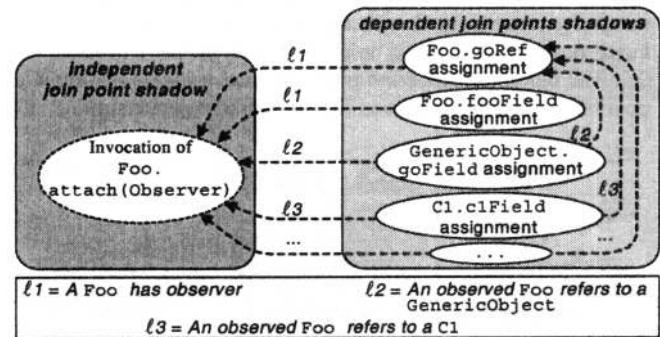 dependent join points shadows
independent
join point shadow
Foo.goRef
assignment
ℓ1
Foo.fooField
assignment
ℓ1
Invocation of
Foo.
attach(Observer)
GenericObject.
goField assignment
ℓ2
ℓ2
C1.c1Field
assignment
ℓ3
ℓ3
...
...
...
ℓ1 = A Foo has observer
ℓ2 = An observed Foo refers to a
GenericObject
ℓ3 = An observed Foo refers to a C1